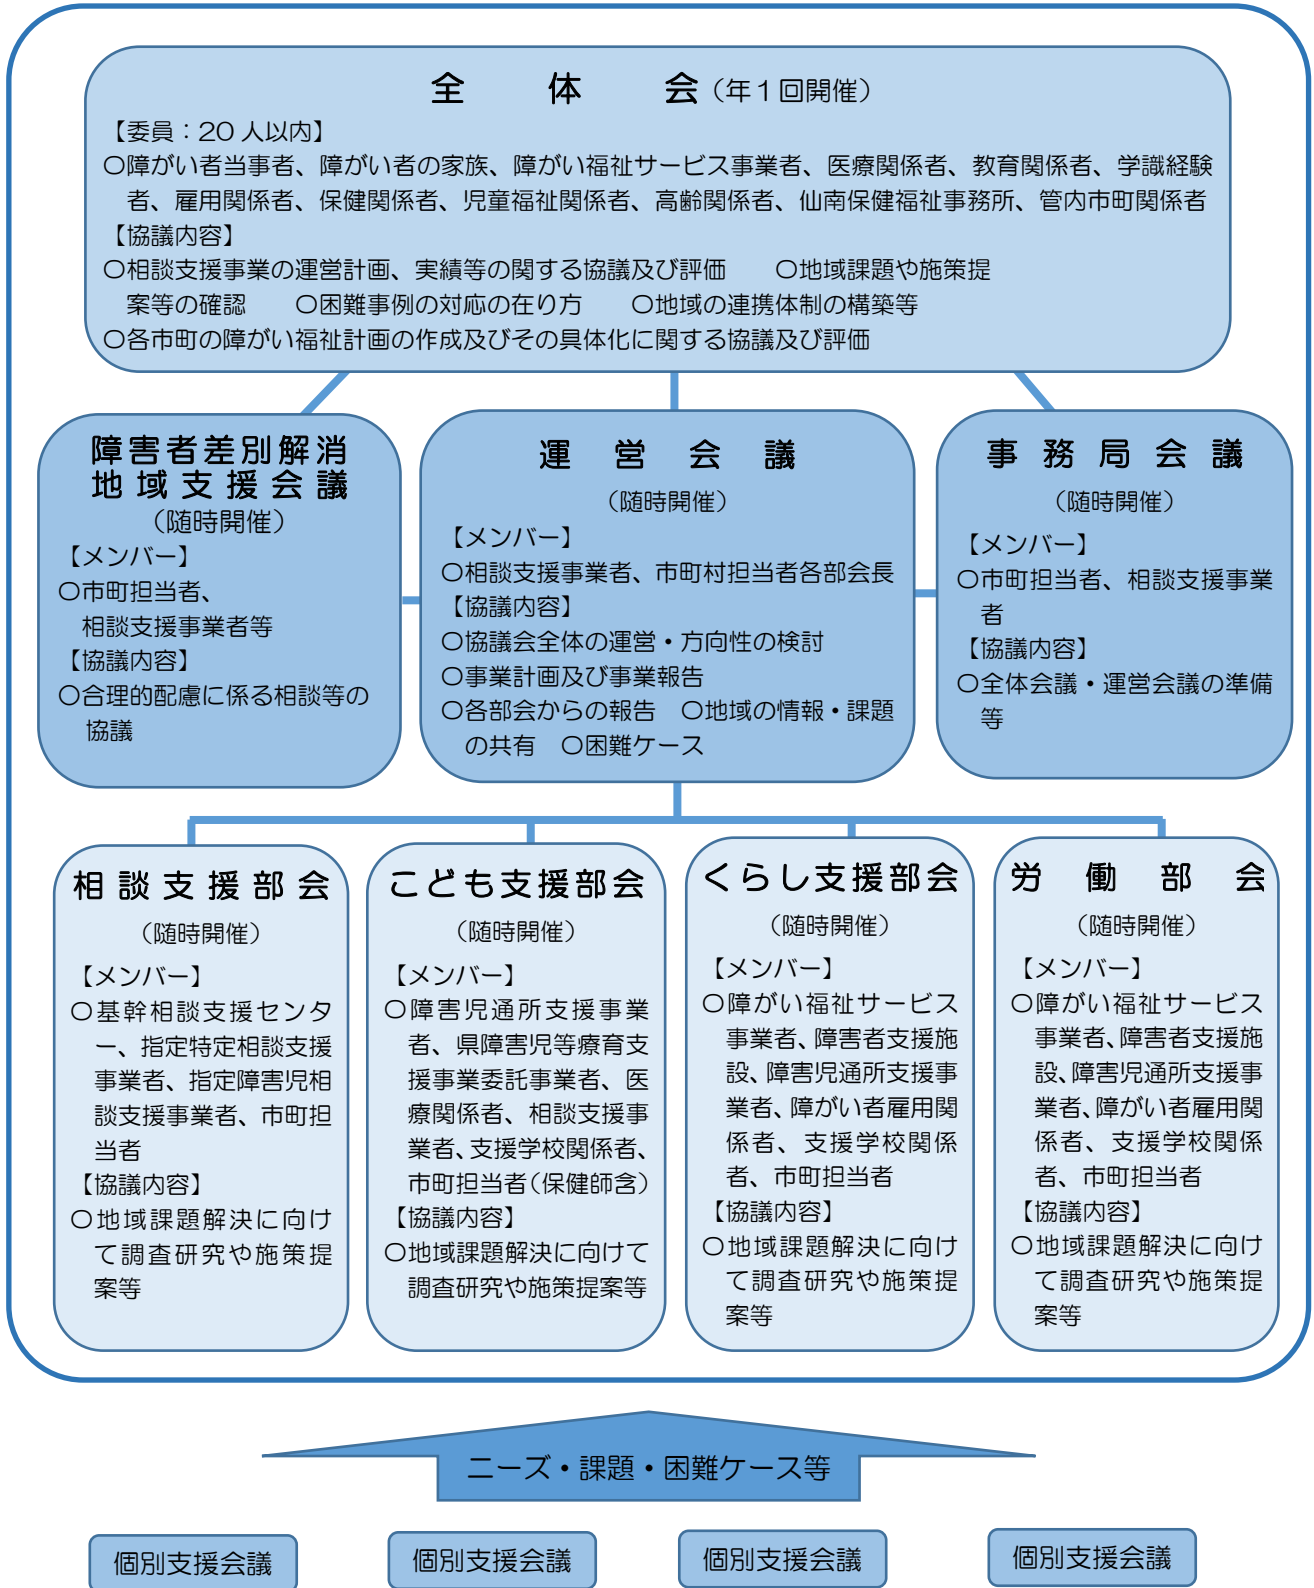 全体会（年１回開催）
【委員：20 人以内】
〇障がい者当事者、障がい者の家族、障がい福祉サービス事業者、医療関係者、教育関係者、学識経験
者、雇用関係者、保健関係者、児童福祉関係者、高齢関係者、仙南保健福祉事務所、管内市町関係者
【協議内容】
〇相談支援事業の運営計画、実績等の関する協議及び評価　〇地域課題や施策提
案等の確認　〇困難事例の対応の在り方　〇地域の連携体制の構築等
〇各市町の障がい福祉計画の作成及びその具体化に関する協議及び評価
障害者差別解消
地域支援会議
（随時開催）
【メンバー】
〇市町担当者、
相談支援事業者等
【協議内容】
〇合理的配慮に係る相談等の
協議
運営会議
（随時開催）
【メンバー】
〇相談支援事業者、市町村担当者各部会長
【協議内容】
〇協議会全体の運営・方向性の検討
〇事業計画及び事業報告
〇各部会からの報告　〇地域の情報・課題
の共有　〇困難ケース
事務局会議
（随時開催）
【メンバー】
〇市町担当者、相談支援事業
者
【協議内容】
〇全体会議・運営会議の準備
等
相談支援部会
（随時開催）
【メンバー】
〇基幹相談支援センタ
ー、指定特定相談支援
事業者、指定障害児相
談支援事業者、市町担
当者
【協議内容】
〇地域課題解決に向け
て調査研究や施策提
案等
こども支援部会
（随時開催）
【メンバー】
〇障害児通所支援事業
者、県障害児等療育支
援事業委託事業者、医
療関係者、相談支援事
業者、支援学校関係者、
市町担当者（保健師含）
【協議内容】
〇地域課題解決に向けて
調査研究や施策提案等
くらし支援部会
（随時開催）
【メンバー】
〇障がい福祉サービス
事業者、障害者支援施
設、障害児通所支援事
業者、障がい者雇用関
係者、支援学校関係
者、市町担当者
【協議内容】
〇地域課題解決に向け
て調査研究や施策提
案等
労働部会
（随時開催）
【メンバー】
〇障がい福祉サービス
事業者、障害者支援施
設、障害児通所支援事
業者、障がい者雇用関
係者、支援学校関係
者、市町担当者
【協議内容】
〇地域課題解決に向け
て調査研究や施策提
案等
ニーズ・課題・困難ケース等
個別支援会議
個別支援会議
個別支援会議
個別支援会議